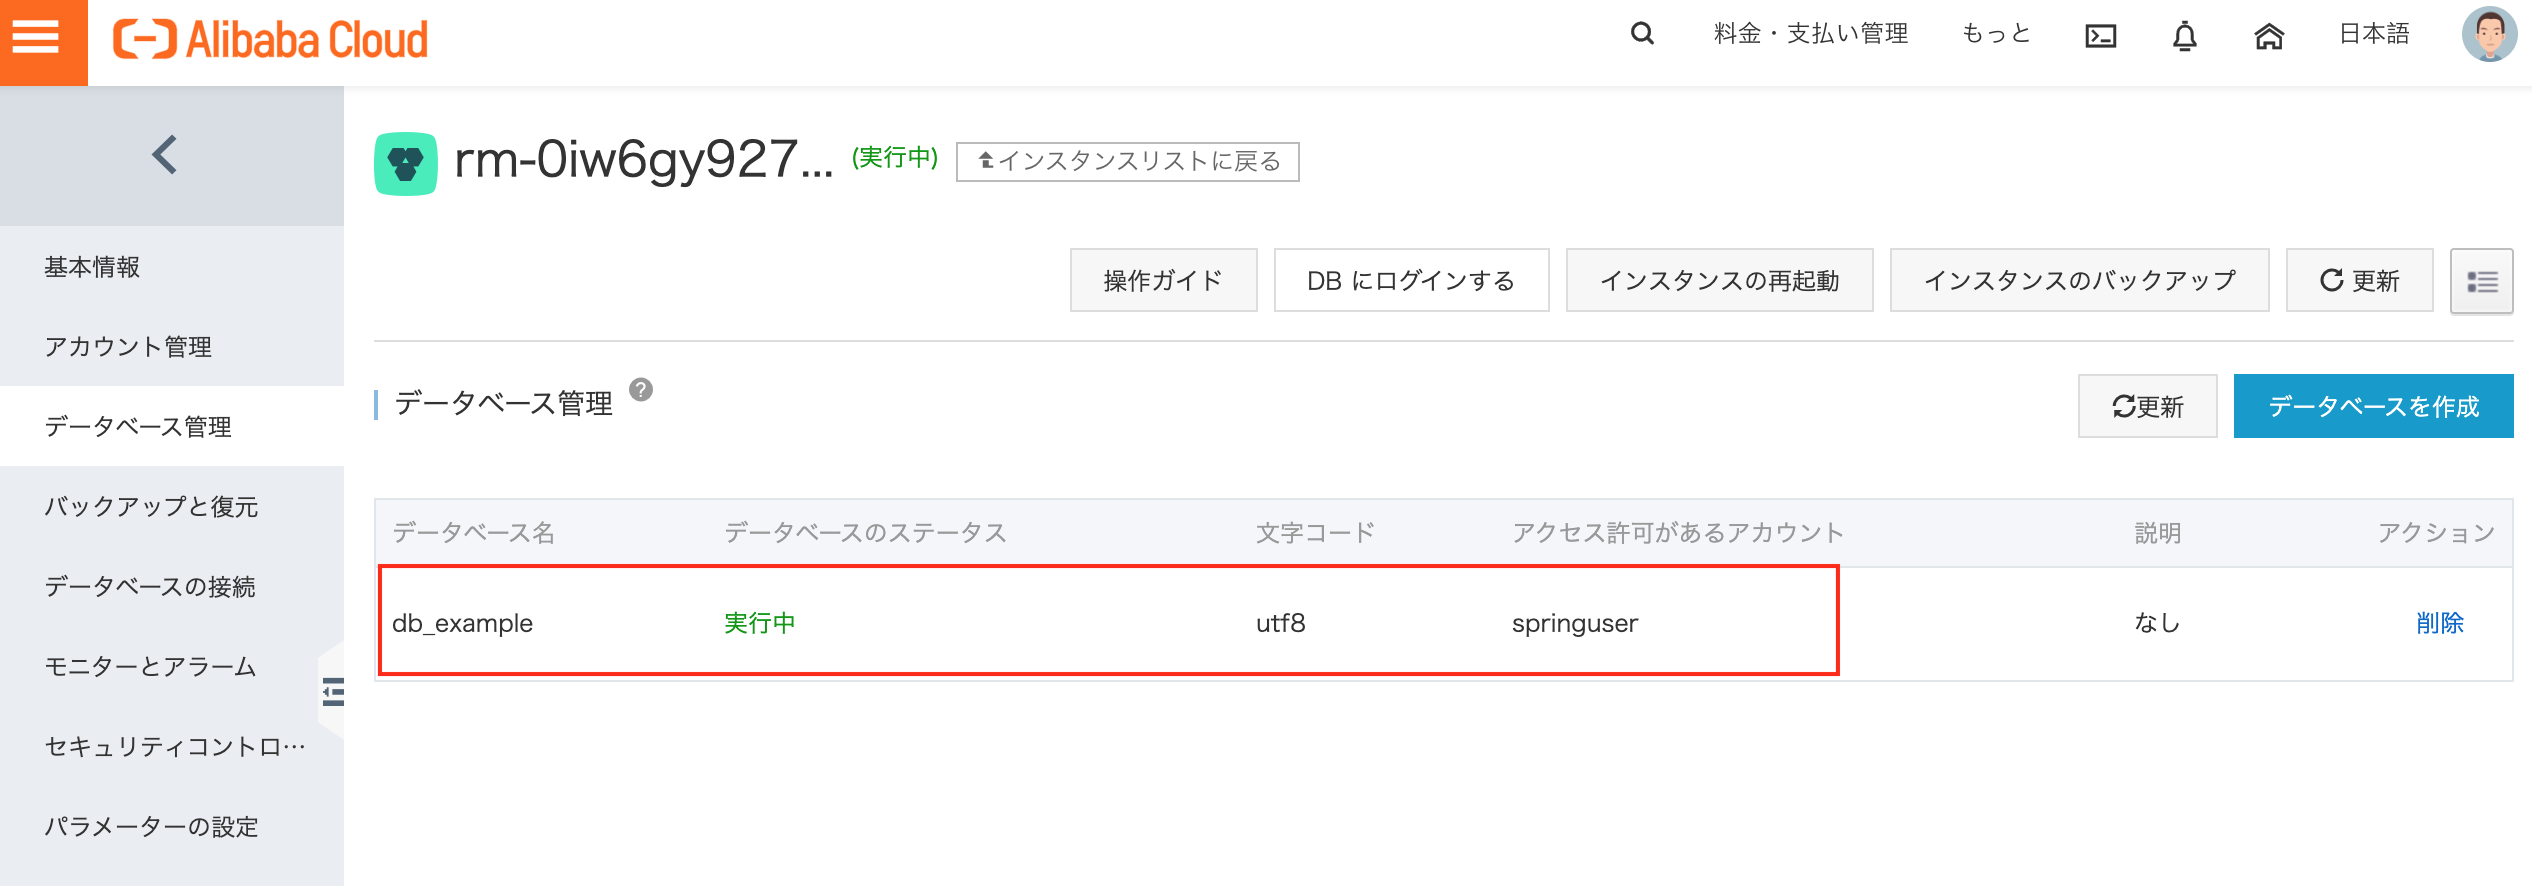 Alibaba Cloud
料金・支払い管理 もっと 日本語
rm-0iw6gy927... (実行中) インスタンスリストに戻る
操作ガイド DB にログインする インスタンスの再起動 インスタンスのバックアップ 更新
基本情報
アカウント管理
データベース管理
バックアップと復元
データベースの接続
モニターとアラーム
セキュリティコントロ…
パラメーターの設定
データベース管理 ? 更新 データベースを作成
データベース名 データベースのステータス 文字コード アクセス許可があるアカウント 説明 アクション
db_example 実行中 utf8 springuser なし 削除